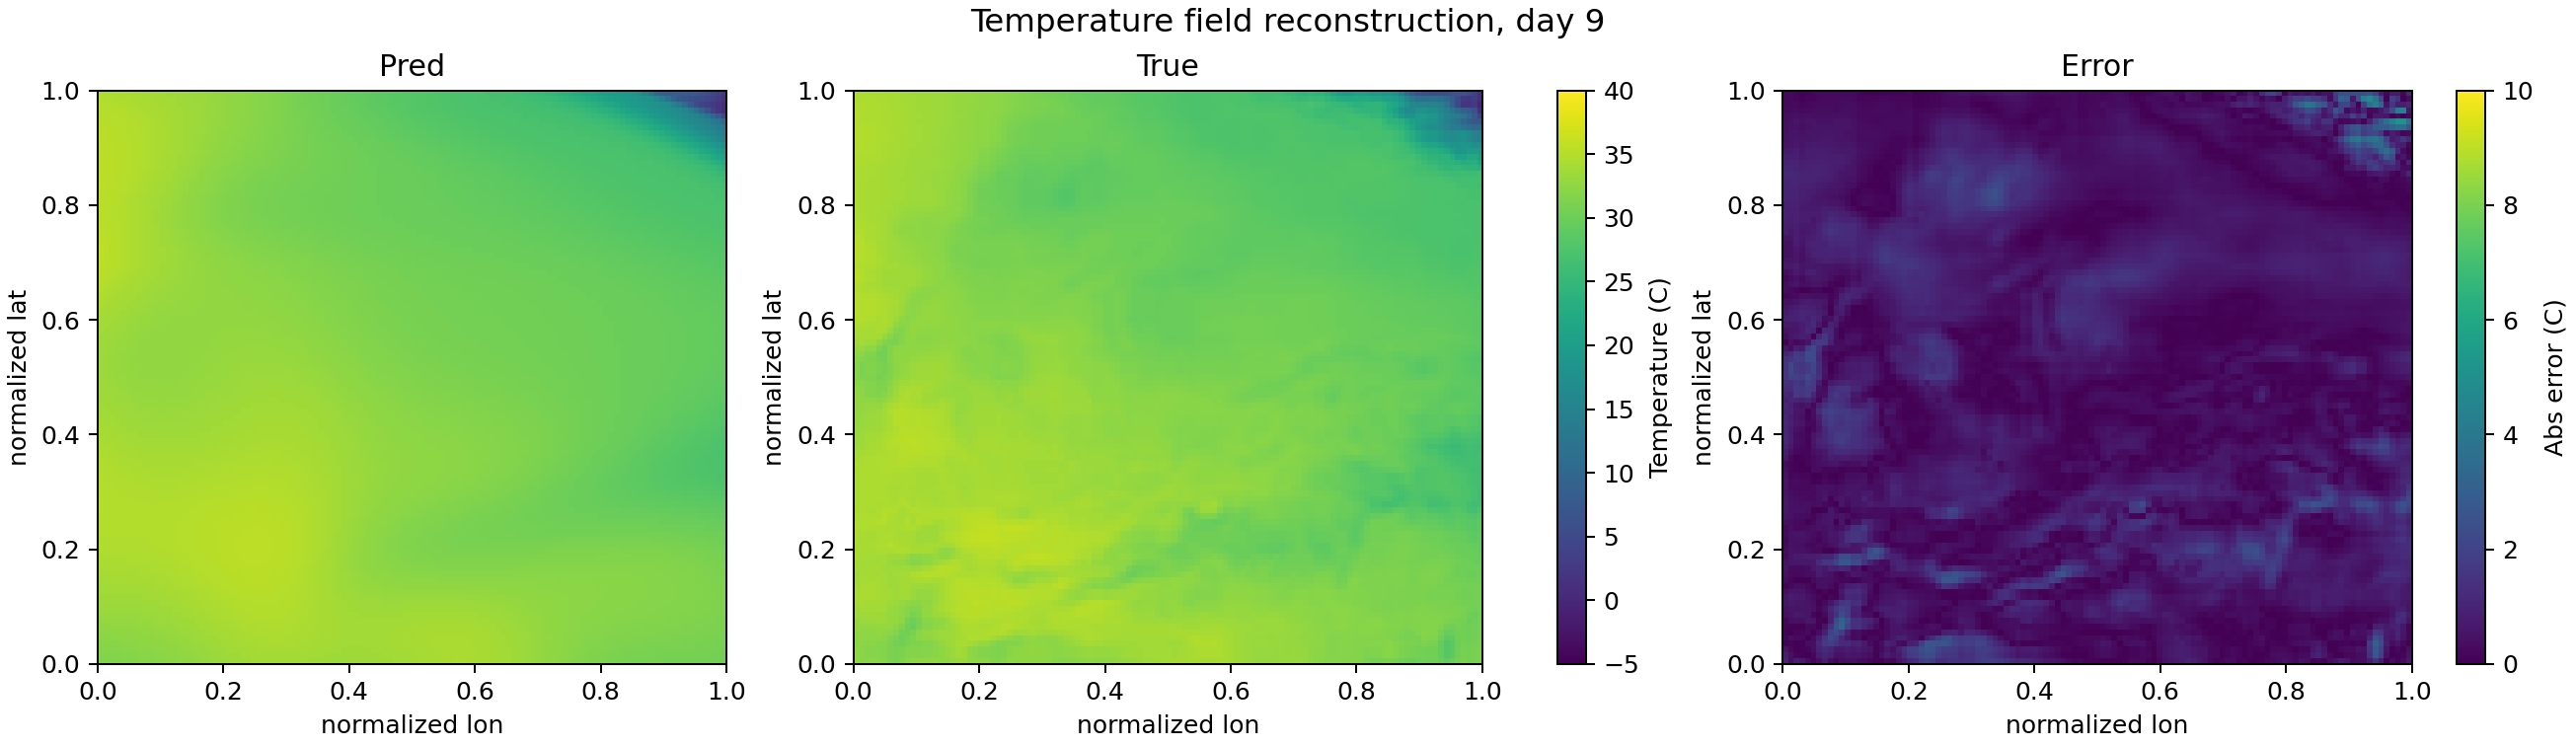 Temperature field reconstruction, day 9
Pred
1.0
0.8
0.6
0.4
0.2
0.0
normalized lat
0.0 0.2 0.4 0.6 0.8 1.0
normalized lon
True
1.0
0.8
0.6
0.4
0.2
0.0
normalized lat
0.0 0.2 0.4 0.6 0.8 1.0
normalized lon
40
35
30
25
20
15
10
5
0
−5
Temperature (C)
Error
1.0
0.8
0.6
0.4
0.2
0.0
normalized lat
0.0 0.2 0.4 0.6 0.8 1.0
normalized lon
10
8
6
4
2
0
Abs error (C)